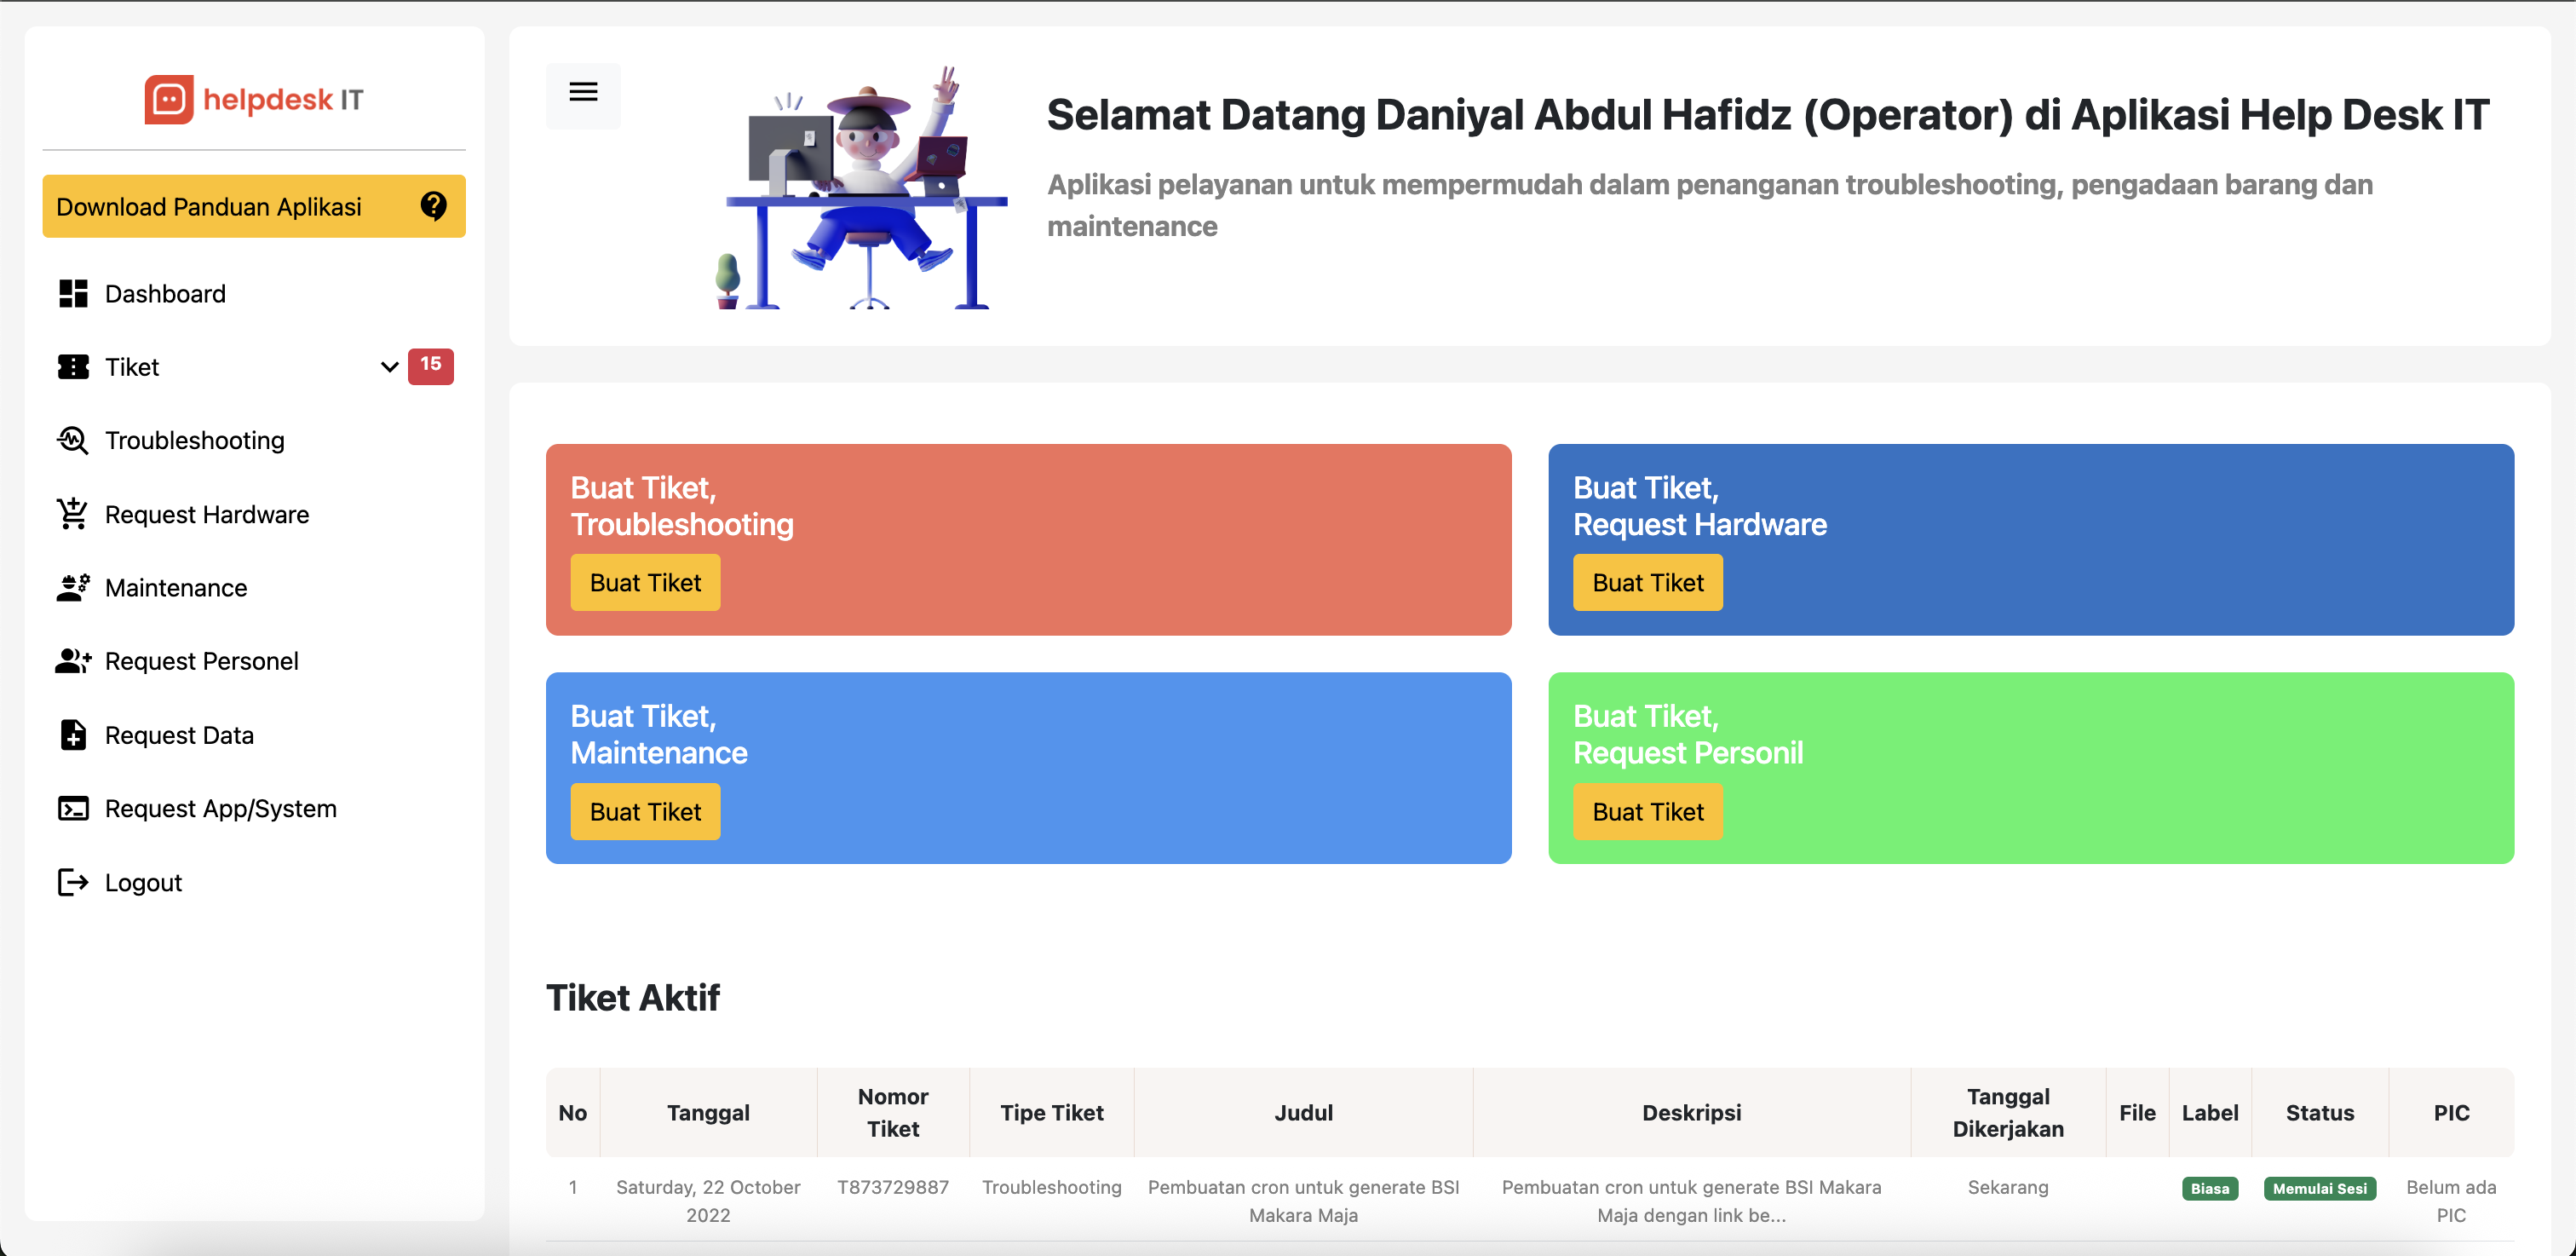 helpdesk IT
Download Panduan Aplikasi
Dashboard
Tiket 15
Troubleshooting
Request Hardware
Maintenance
Request Personel
Request Data
Request App/System
Logout
Selamat Datang Daniyal Abdul Hafidz (Operator) di Aplikasi Help Desk IT
Aplikasi pelayanan untuk mempermudah dalam penanganan troubleshooting, pengadaan barang dan
maintenance
Buat Tiket,
Troubleshooting
Buat Tiket
Buat Tiket,
Request Hardware
Buat Tiket
Buat Tiket,
Maintenance
Buat Tiket
Buat Tiket,
Request Personil
Buat Tiket
Tiket Aktif
No Tanggal Nomor Tiket Tipe Tiket Judul Deskripsi Tanggal Dikerjakan File Label Status PIC
1 Saturday, 22 October 2022 T873729887 Troubleshooting Pembuatan cron untuk generate BSI Makara Maja Pembuatan cron untuk generate BSI Makara Maja dengan link be... Sekarang Biasa Memulai Sesi Belum ada PIC